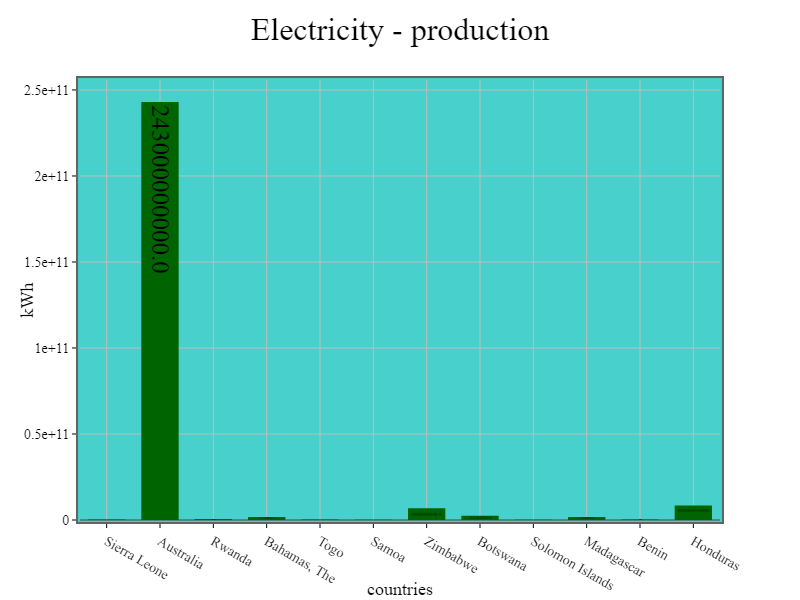 Electricity - production
2.5e+11
2e+11
1.5e+11
1e+11
0.5e+11
0
kWh
243000000000.0
Sierra Leone
Australia
Rwanda
Bahamas, The
Togo
Samoa
Zimbabwe
Botswana
Solomon Islands
Madagascar
Benin
Honduras
countries